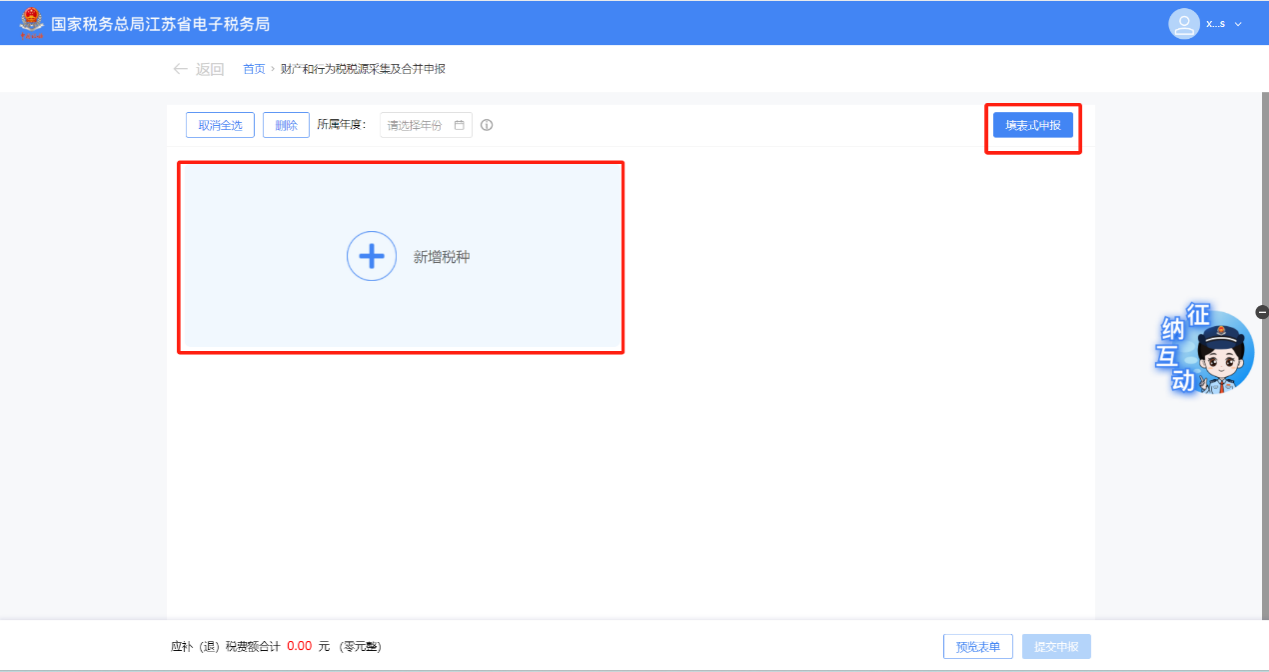 国家税务总局江苏省电子税务局
x...s
返回 首页 > 财产和行为税税源采集及合并申报
取消全选 删除 所属年度： 请选择年份 填表式申报
新增税种
征纳互动
应补（退）税费额合计 0.00 元 （零元整） 预览表单 提交申报